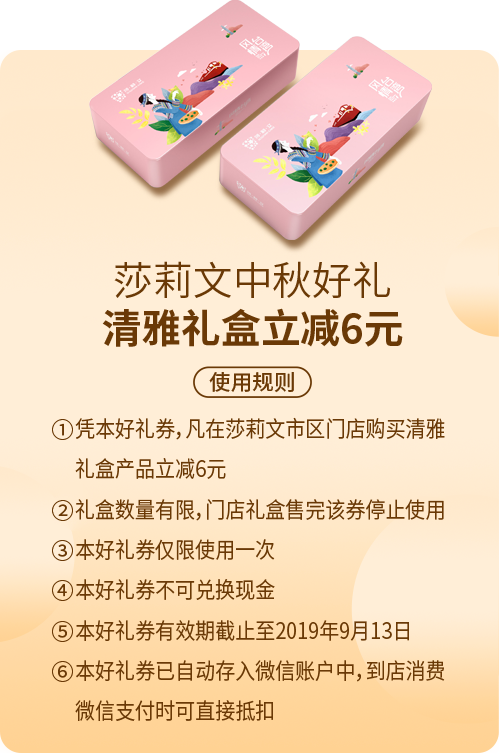 莎莉文中秋好礼
清雅礼盒立减6元
使用规则
①凭本好礼券，凡在莎莉文市区门店购买清雅
礼盒产品立减6元
②礼盒数量有限，门店礼盒售完该券停止使用
③本好礼券仅限使用一次
④本好礼券不可兑换现金
⑤本好礼券有效期截止至2019年9月13日
⑥本好礼券已自动存入微信账户中，到店消费
微信支付时可直接抵扣